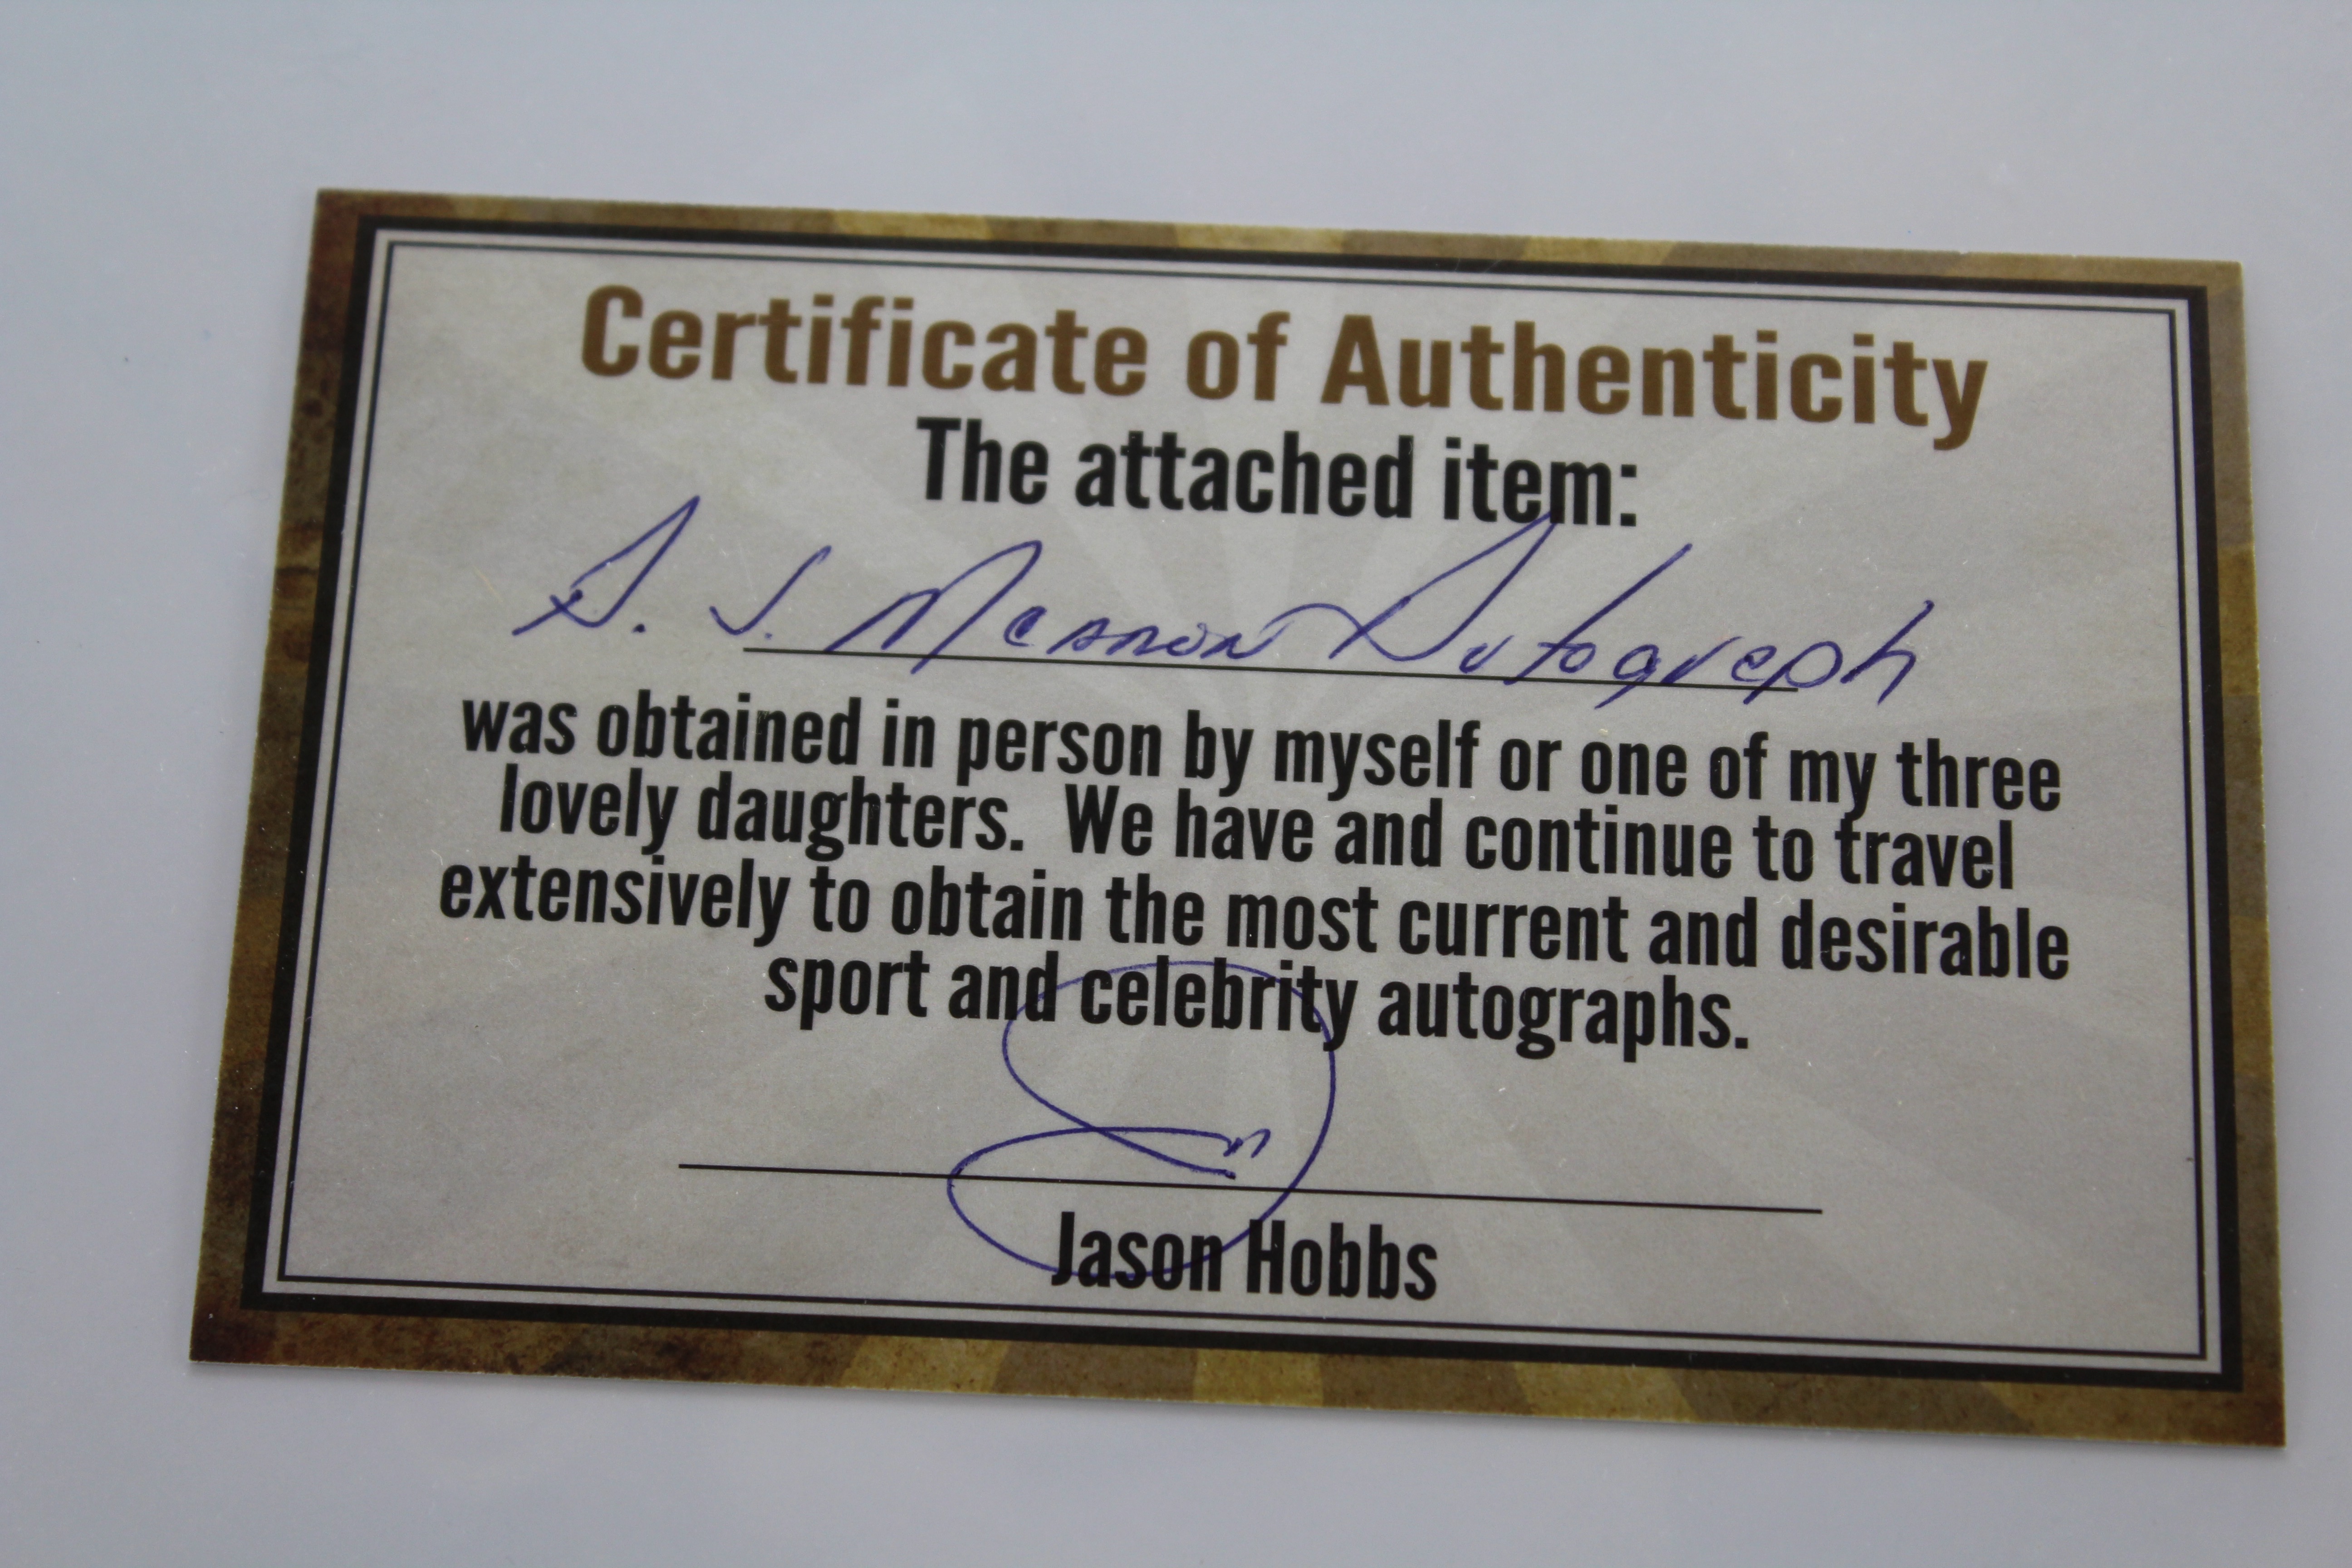 Certificate of Authenticity
The attached item:
A. J. McCarron Autograph
was obtained in person by myself or one of my three
lovely daughters. We have and continue to travel
extensively to obtain the most current and desirable
sport and celebrity autographs.
Jason Hobbs